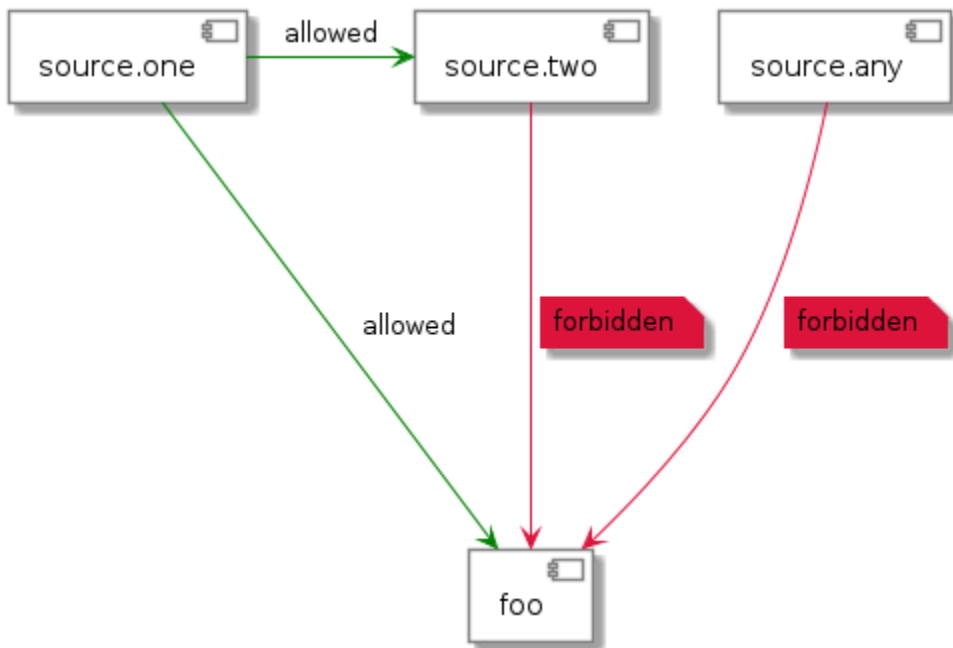 allowed
source.one
source.two
source.any
forbidden
forbidden
allowed
foo